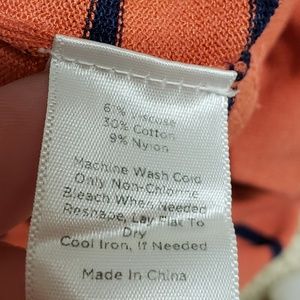 61% Viscose
30% Cotton
9% Nylon
Machine Wash Cold
Only Non-Chlorine
Bleach When Needed
Reshape, Lay Flat To
Dry
Cool Iron, If Needed
Made In China